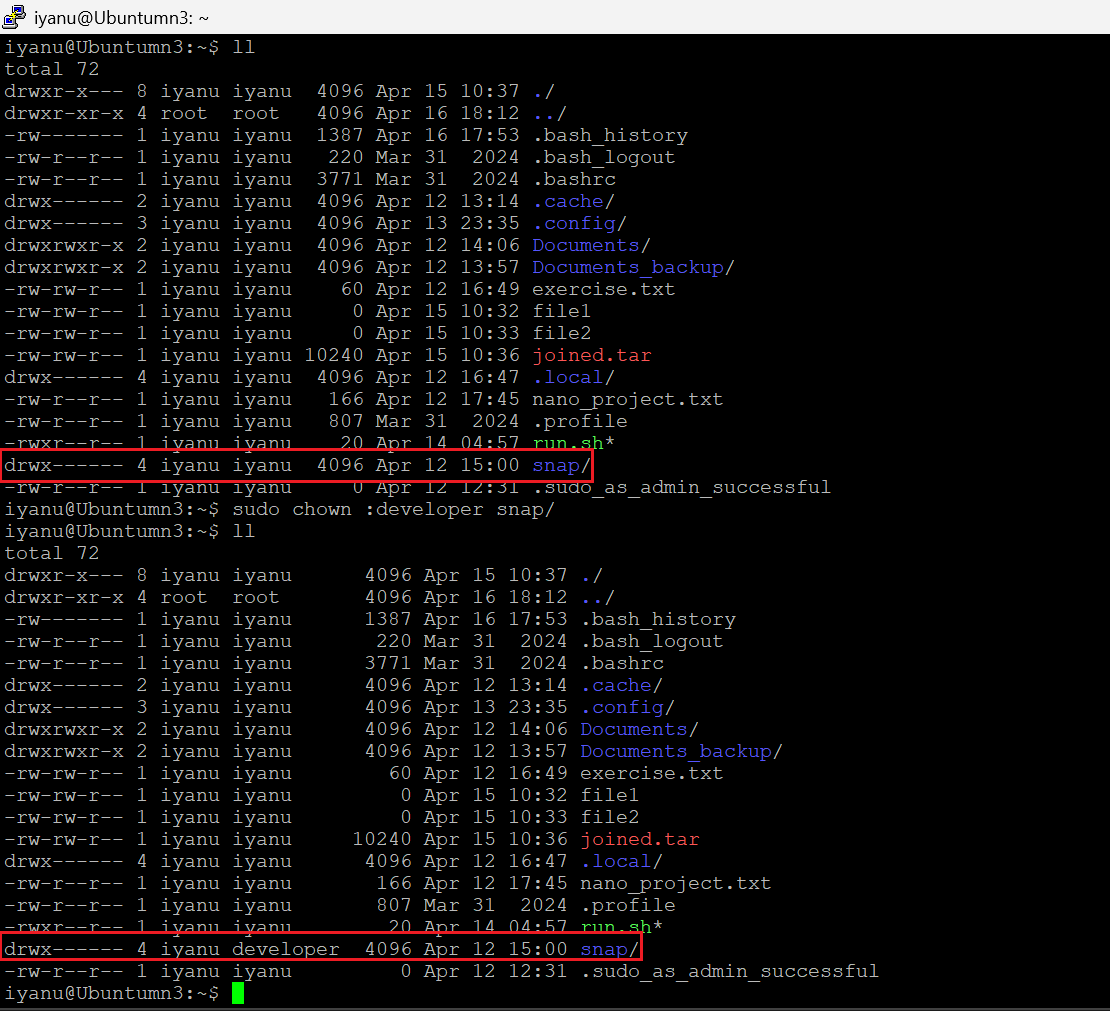 iyanu@Ubuntumn3: ~
iyanu@Ubuntumn3:~$ ll
total 72
drwxr-x--- 8 iyanu iyanu  4096 Apr 15 10:37 ./
drwxr-xr-x 4 root  root   4096 Apr 16 18:12 ../
-rw------- 1 iyanu iyanu  1387 Apr 16 17:53 .bash_history
-rw-r--r-- 1 iyanu iyanu   220 Mar 31  2024 .bash_logout
-rw-r--r-- 1 iyanu iyanu  3771 Mar 31  2024 .bashrc
drwx------ 2 iyanu iyanu  4096 Apr 12 13:14 .cache/
drwx------ 3 iyanu iyanu  4096 Apr 13 23:35 .config/
drwxrwxr-x 2 iyanu iyanu  4096 Apr 12 14:06 Documents/
drwxrwxr-x 2 iyanu iyanu  4096 Apr 12 13:57 Documents_backup/
-rw-rw-r-- 1 iyanu iyanu    60 Apr 12 16:49 exercise.txt
-rw-rw-r-- 1 iyanu iyanu     0 Apr 15 10:32 file1
-rw-rw-r-- 1 iyanu iyanu     0 Apr 15 10:33 file2
-rw-rw-r-- 1 iyanu iyanu 10240 Apr 15 10:36 joined.tar
drwx------ 4 iyanu iyanu  4096 Apr 12 16:47 .local/
-rw-rw-r-- 1 iyanu iyanu   166 Apr 12 17:45 nano_project.txt
-rw-r--r-- 1 iyanu iyanu   807 Mar 31  2024 .profile
-rwxr--r-- 1 iyanu iyanu    20 Apr 14 04:57 run.sh*
drwx------ 4 iyanu iyanu  4096 Apr 12 15:00 snap/
-rw-r--r-- 1 iyanu iyanu     0 Apr 12 12:31 .sudo_as_admin_successful
iyanu@Ubuntumn3:~$ sudo chown :developer snap/
iyanu@Ubuntumn3:~$ ll
total 72
drwxr-x--- 8 iyanu iyanu      4096 Apr 15 10:37 ./
drwxr-xr-x 4 root  root       4096 Apr 16 18:12 ../
-rw------- 1 iyanu iyanu      1387 Apr 16 17:53 .bash_history
-rw-r--r-- 1 iyanu iyanu       220 Mar 31  2024 .bash_logout
-rw-r--r-- 1 iyanu iyanu      3771 Mar 31  2024 .bashrc
drwx------ 2 iyanu iyanu      4096 Apr 12 13:14 .cache/
drwx------ 3 iyanu iyanu      4096 Apr 13 23:35 .config/
drwxrwxr-x 2 iyanu iyanu      4096 Apr 12 14:06 Documents/
drwxrwxr-x 2 iyanu iyanu      4096 Apr 12 13:57 Documents_backup/
-rw-rw-r-- 1 iyanu iyanu        60 Apr 12 16:49 exercise.txt
-rw-rw-r-- 1 iyanu iyanu         0 Apr 15 10:32 file1
-rw-rw-r-- 1 iyanu iyanu         0 Apr 15 10:33 file2
-rw-rw-r-- 1 iyanu iyanu     10240 Apr 15 10:36 joined.tar
drwx------ 4 iyanu iyanu      4096 Apr 12 16:47 .local/
-rw-rw-r-- 1 iyanu iyanu       166 Apr 12 17:45 nano_project.txt
-rw-r--r-- 1 iyanu iyanu       807 Mar 31  2024 .profile
-rwxr--r-- 1 iyanu iyanu        20 Apr 14 04:57 run.sh*
drwx------ 4 iyanu developer  4096 Apr 12 15:00 snap/
-rw-r--r-- 1 iyanu iyanu         0 Apr 12 12:31 .sudo_as_admin_successful
iyanu@Ubuntumn3:~$